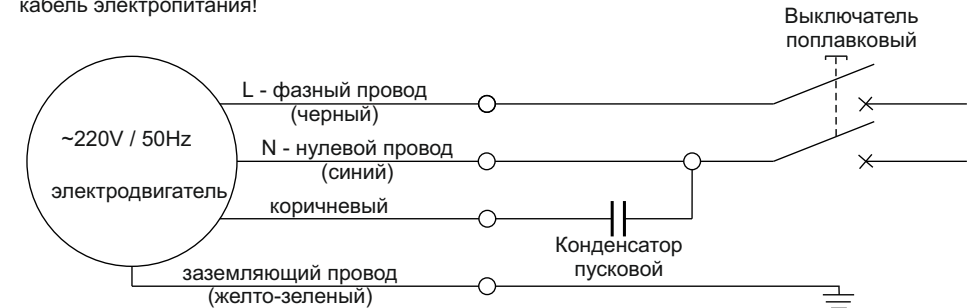 кабель электропитания!
Выключатель
поплавковый
L - фазный провод
(черный)
~220V / 50Hz
N - нулевой провод
(синий)
электродвигатель
коричневый
Конденсатор
пусковой
заземляющий провод
(желто-зеленый)